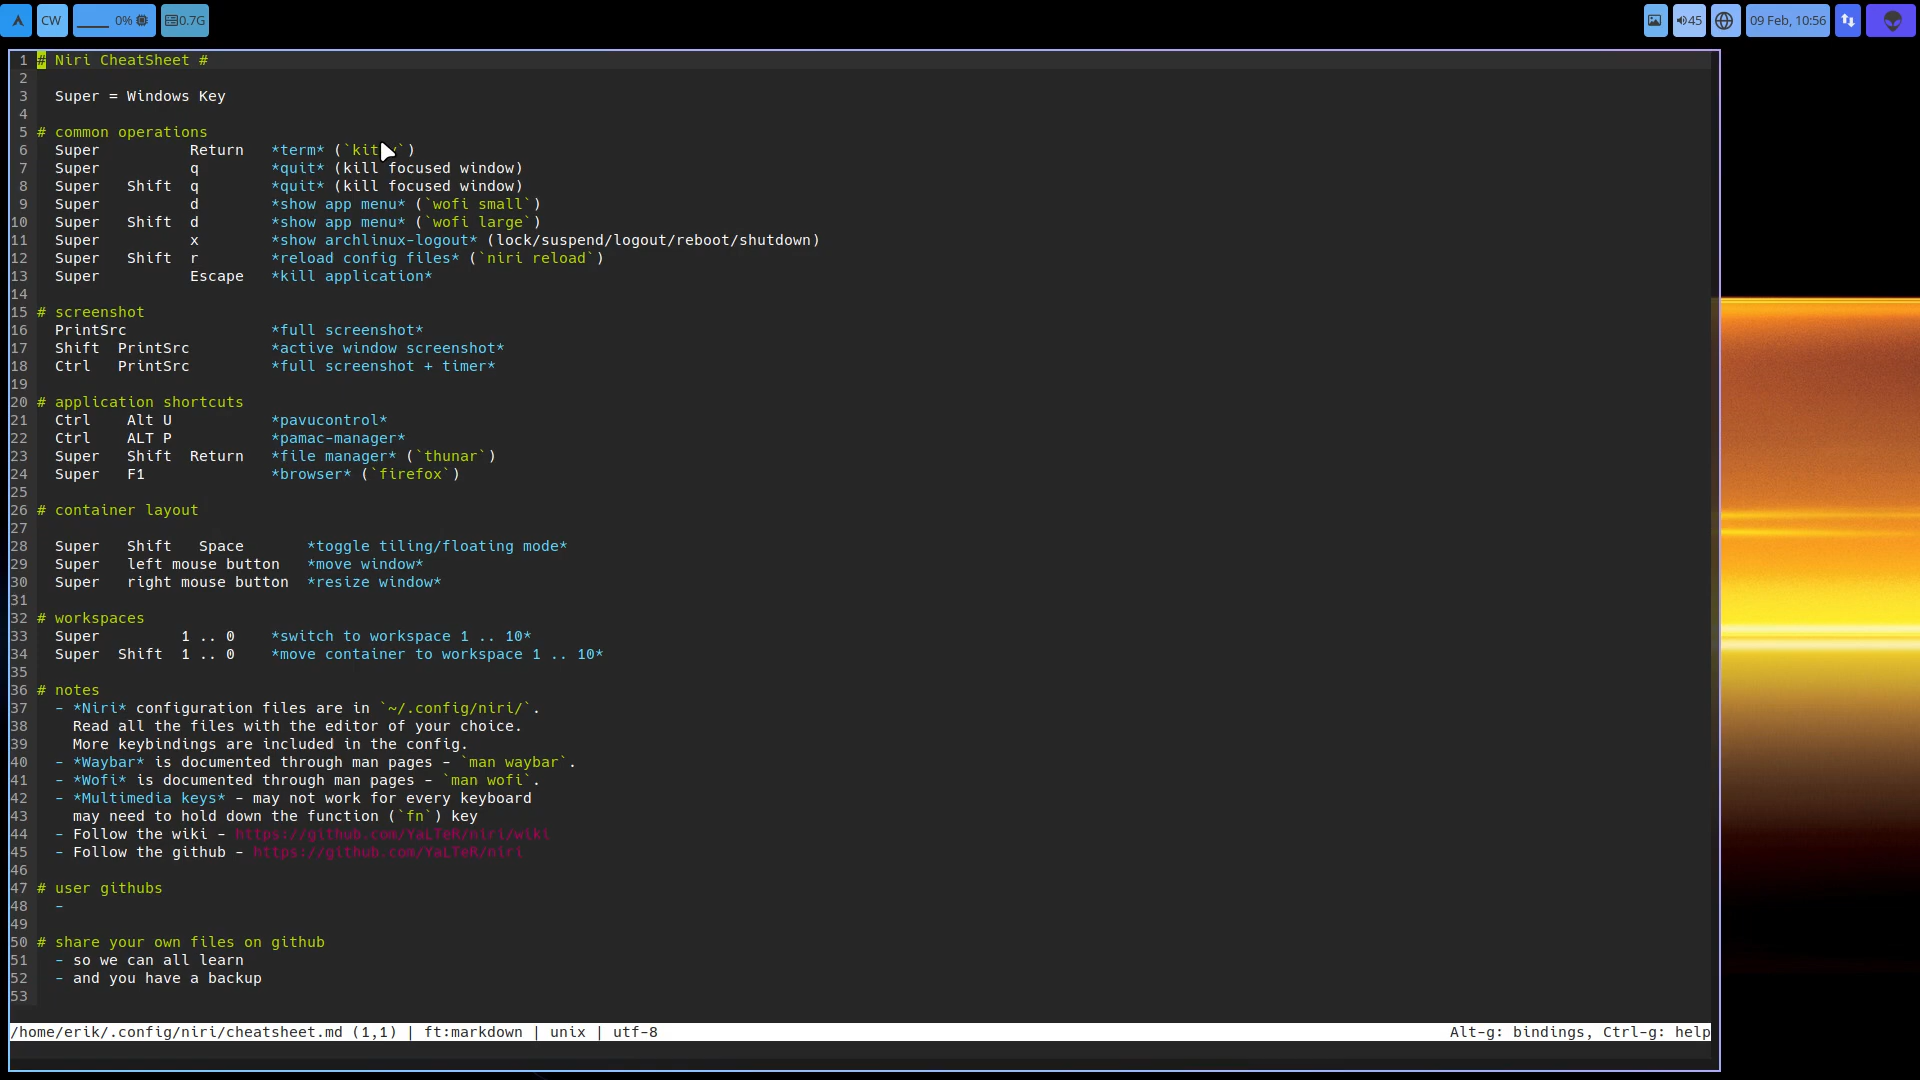 CW
0%
0.7G
45
09 Feb, 10:56
1 # Niri CheatSheet #
2
3 Super = Windows Key
4
5 # common operations
6 Super Return *term* (`kit `)
7 Super q *quit* (kill focused window)
8 Super Shift q *quit* (kill focused window)
9 Super d *show app menu* (`wofi small`)
10 Super Shift d *show app menu* (`wofi large`)
11 Super x *show archlinux-logout* (lock/suspend/logout/reboot/shutdown)
12 Super Shift r *reload config files* (`niri reload`)
13 Super Escape *kill application*
14
15 # screenshot
16 PrintSrc *full screenshot*
17 Shift PrintSrc *active window screenshot*
18 Ctrl PrintSrc *full screenshot + timer*
19
20 # application shortcuts
21 Ctrl Alt U *pavucontrol*
22 Ctrl ALT P *pamac-manager*
23 Super Shift Return *file manager* (`thunar`)
24 Super F1 *browser* (`firefox`)
25
26 # container layout
27
28 Super Shift Space *toggle tiling/floating mode*
29 Super left mouse button *move window*
30 Super right mouse button *resize window*
31
32 # workspaces
33 Super 1 .. 0 *switch to workspace 1 .. 10*
34 Super Shift 1 .. 0 *move container to workspace 1 .. 10*
35
36 # notes
37 - *Niri* configuration files are in `~/.config/niri/`.
38 Read all the files with the editor of your choice.
39 More keybindings are included in the config.
40 - *Waybar* is documented through man pages - `man waybar`.
41 - *Wofi* is documented through man pages - `man wofi`.
42 - *Multimedia keys* - may not work for every keyboard
43 may need to hold down the function (`fn`) key
44 - Follow the wiki - https://github.com/YaLTeR/niri/wiki
45 - Follow the github - https://github.com/YaLTeR/niri
46
47 # user githubs
48 -
49
50 # share your own files on github
51 - so we can all learn
52 - and you have a backup
53
/home/erik/.config/niri/cheatsheet.md (1,1) | ft:markdown | unix | utf-8 Alt-g: bindings, Ctrl-g: help